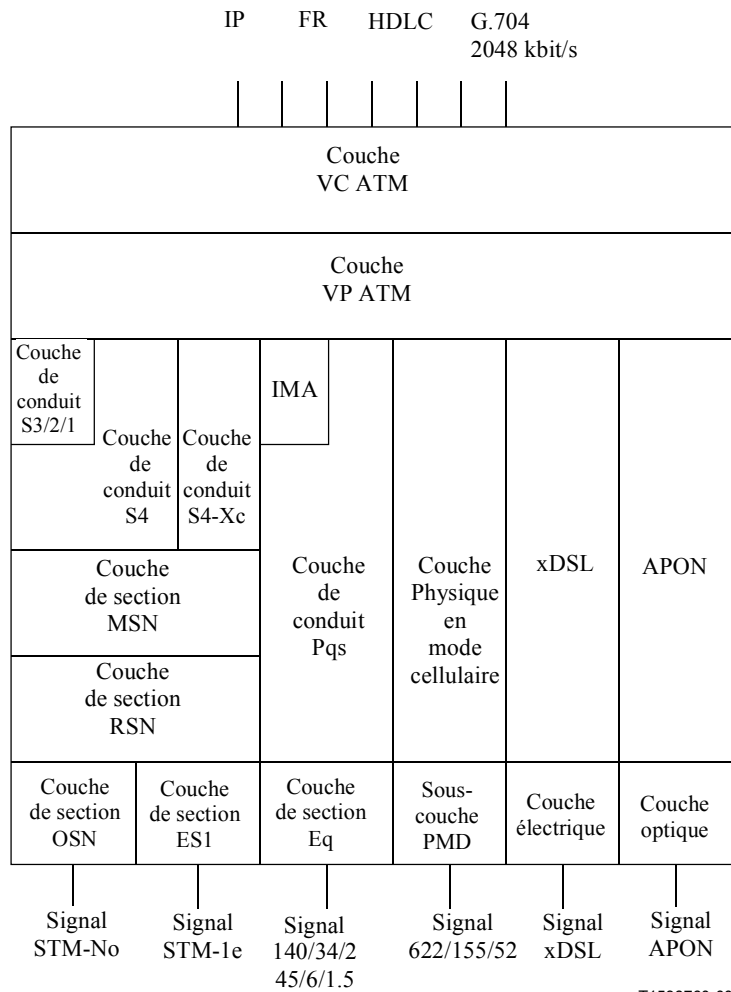 IP FR HDLC G.704
2048 kbit/s
Couche
VC ATM
Couche
VP ATM
Couche
de
conduit
S3/2/1
Couche
de
conduit
S4
Couche
de
conduit
S4-Xc
IMA
Couche
de section
MSN
Couche
de section
RSN
Couche
de
conduit
Pqs
Couche
Physique
en
mode
cellulaire
xDSL
APON
Couche
de section
OSN
Couche
de section
ES1
Couche
de section
Eq
Sous-
couche
PMD
Couche
électrique
Couche
optique
Signal
STM-No
Signal
STM-1e
Signal
140/34/2
45/6/1.5
Signal
622/155/52
Signal
xDSL
Signal
APON